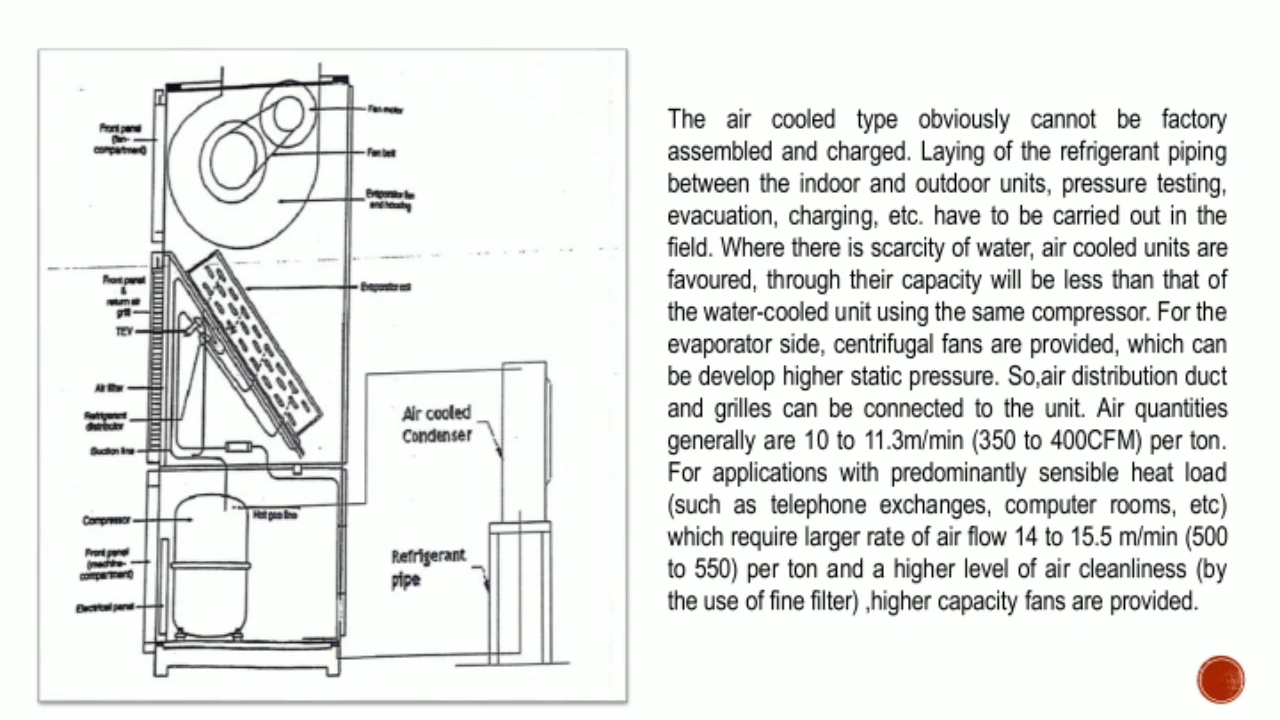 Fan motor
Front panel
(fan-
compartment)
Fan belt
Evaporator fan
and housing
Front panel
&
return air
grill
Evaporator coil
TEV
Air filter
Refrigerant
distributor
Suction line
Air cooled
Condenser
Compressor
Hot gas line
Front panel
(machine-
compartment)
Refrigerant
pipe
Electrical panel
The air cooled type obviously cannot be factory
assembled and charged. Laying of the refrigerant piping
between the indoor and outdoor units, pressure testing,
evacuation, charging, etc. have to be carried out in the
field. Where there is scarcity of water, air cooled units are
favoured, through their capacity will be less than that of
the water-cooled unit using the same compressor. For the
evaporator side, centrifugal fans are provided, which can
be develop higher static pressure. So,air distribution duct
and grilles can be connected to the unit. Air quantities
generally are 10 to 11.3m/min (350 to 400CFM) per ton.
For applications with predominantly sensible heat load
(such as telephone exchanges, computer rooms, etc)
which require larger rate of air flow 14 to 15.5 m/min (500
to 550) per ton and a higher level of air cleanliness (by
the use of fine filter) ,higher capacity fans are provided.